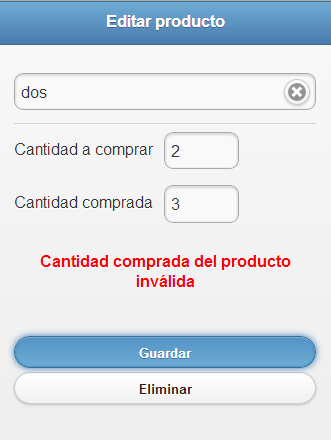 Editar producto
dos
Cantidad a comprar 2
Cantidad comprada 3
Cantidad comprada del producto
inválida
Guardar
Eliminar